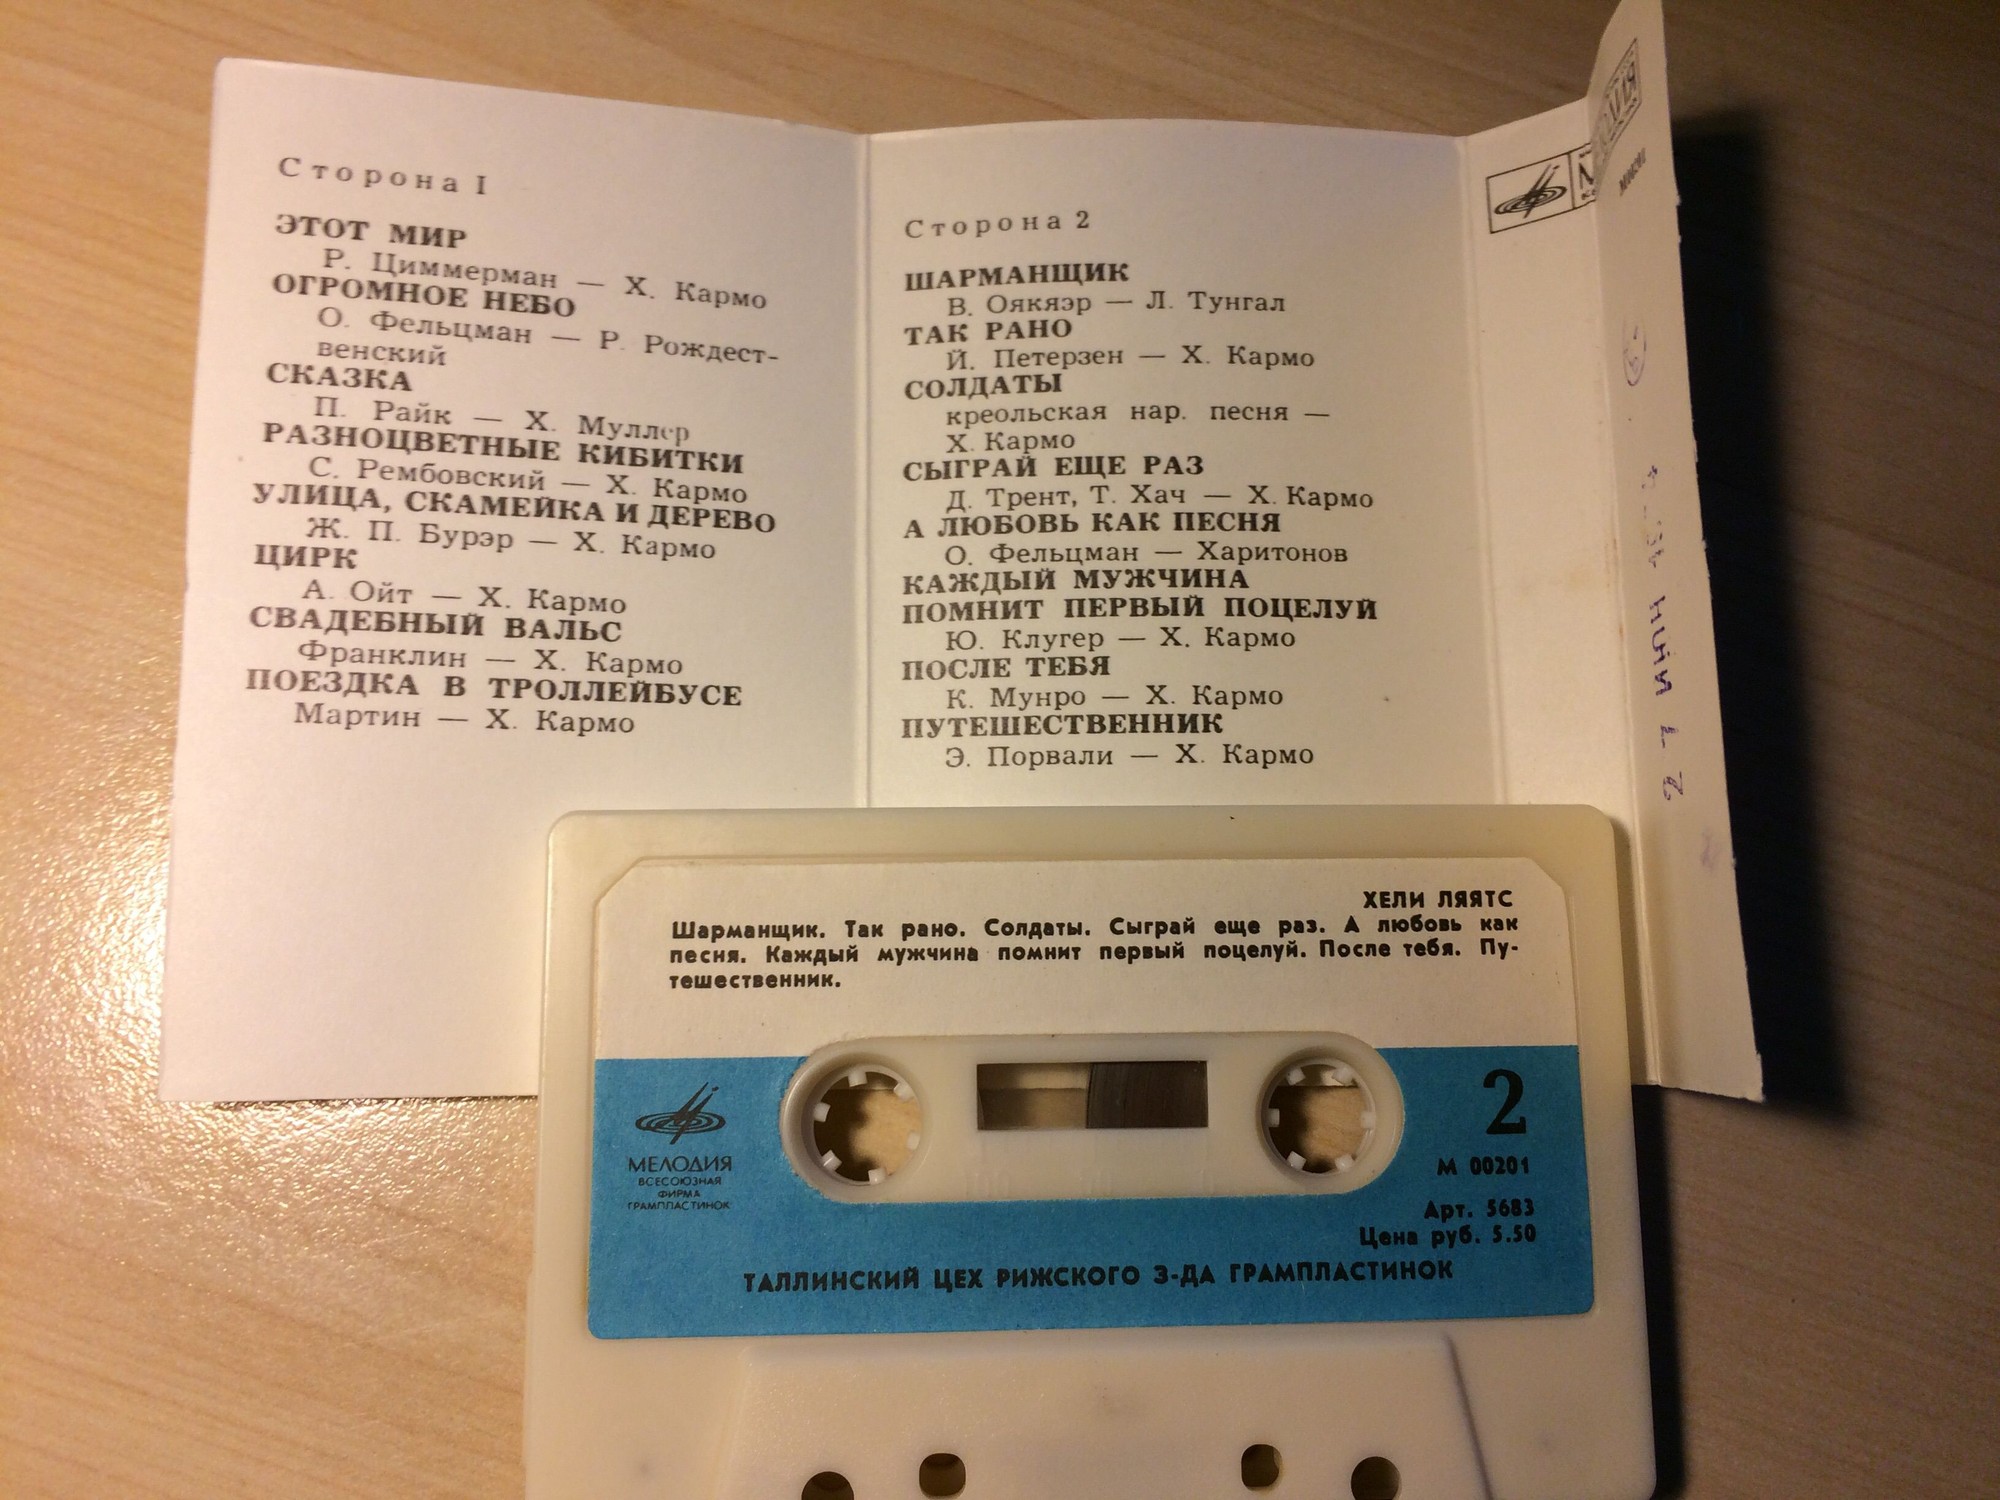 Сторона I
ЭТОТ МИР
Р. Циммерман — Х. Кармо
ОГРОМНОЕ НЕБО
О. Фельцман — Р. Рождест-
венский
СКАЗКА
П. Райк — Х. Муллер
РАЗНОЦВЕТНЫЕ КИБИТКИ
С. Рембовский — Х. Кармо
УЛИЦА, СКАМЕЙКА И ДЕРЕВО
Ж. П. Бурэр — Х. Кармо
ЦИРК
А. Ойт — Х. Кармо
СВАДЕБНЫЙ ВАЛЬС
Франклин — Х. Кармо
ПОЕЗДКА В ТРОЛЛЕЙБУСЕ
Мартин — Х. Кармо
Сторона 2
ШАРМАНЩИК
В. Оякяэр — Л. Тунгал
ТАК РАНО
Й. Петерзен — Х. Кармо
СОЛДАТЫ
креольская нар. песня —
Х. Кармо
СЫГРАЙ ЕЩЕ РАЗ
Д. Трент, Т. Хач — Х. Кармо
А ЛЮБОВЬ КАК ПЕСНЯ
О. Фельцман — Харитонов
КАЖДЫЙ МУЖЧИНА
ПОМНИТ ПЕРВЫЙ ПОЦЕЛУЙ
Ю. Клугер — Х. Кармо
ПОСЛЕ ТЕБЯ
К. Мунро — Х. Кармо
ПУТЕШЕСТВЕННИК
Э. Порвали — Х. Кармо
ХЕЛИ ЛЯЯТС
Шарманщик. Так рано. Солдаты. Сыграй еще раз. А любовь как
песня. Каждый мужчина помнит первый поцелуй. После тебя. Пу-
тешественник.
МЕЛОДИЯ
ВСЕСОЮЗНАЯ
ФИРМА
ГРАМПЛАСТИНОК
2
М 00201
Арт. 5683
Цена руб. 5.50
ТАЛЛИНСКИЙ ЦЕХ РИЖСКОГО З-ДА ГРАМПЛАСТИНОК